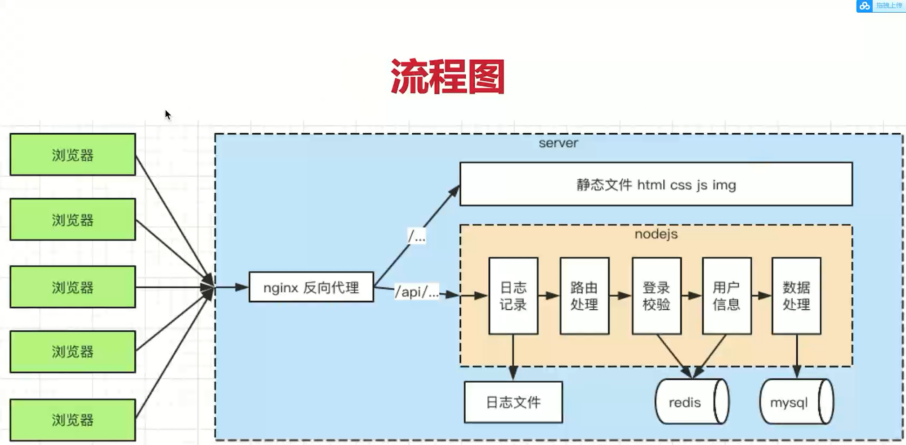 拖拽上传
流程图
server
浏览器
浏览器
浏览器
浏览器
浏览器
静态文件 html css js img
nodejs
/...
nginx 反向代理
/api/...
日志
记录
路由
处理
登录
校验
用户
信息
数据
处理
日志文件
redis
mysql